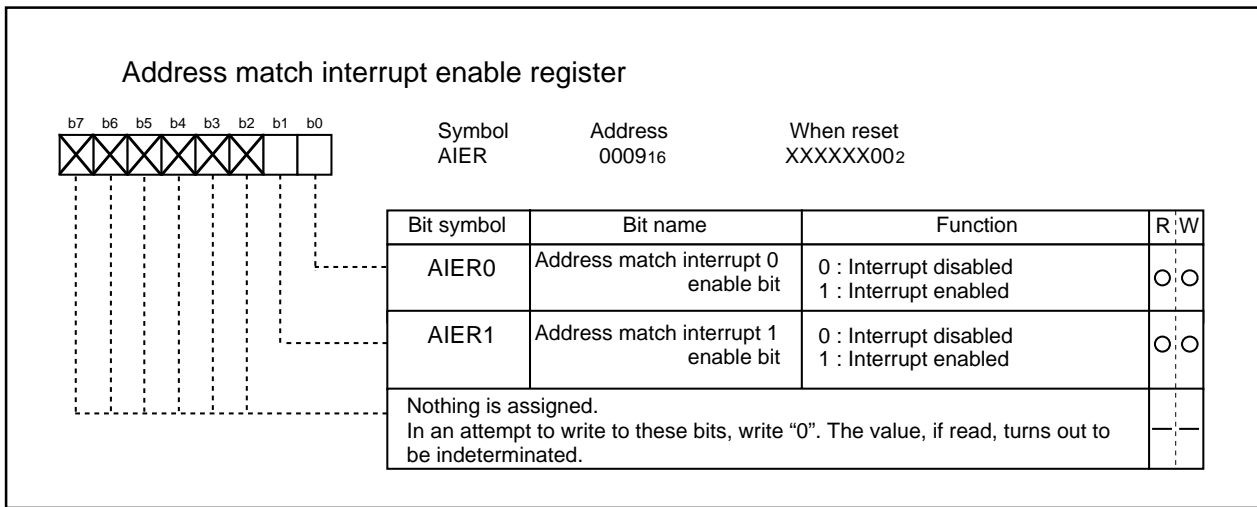 Address match interrupt enable register
b7 b6 b5 b4 b3 b2 b1 b0
Symbol Address When reset
AIER 000916 XXXXXX002
Bit symbol Bit name Function R W
AIER0 Address match interrupt 0 enable bit 0 : Interrupt disabled
1 : Interrupt enabled
AIER1 Address match interrupt 1 enable bit 0 : Interrupt disabled
1 : Interrupt enabled
Nothing is assigned.
In an attempt to write to these bits, write “0”. The value, if read, turns out to
be indeterminated.